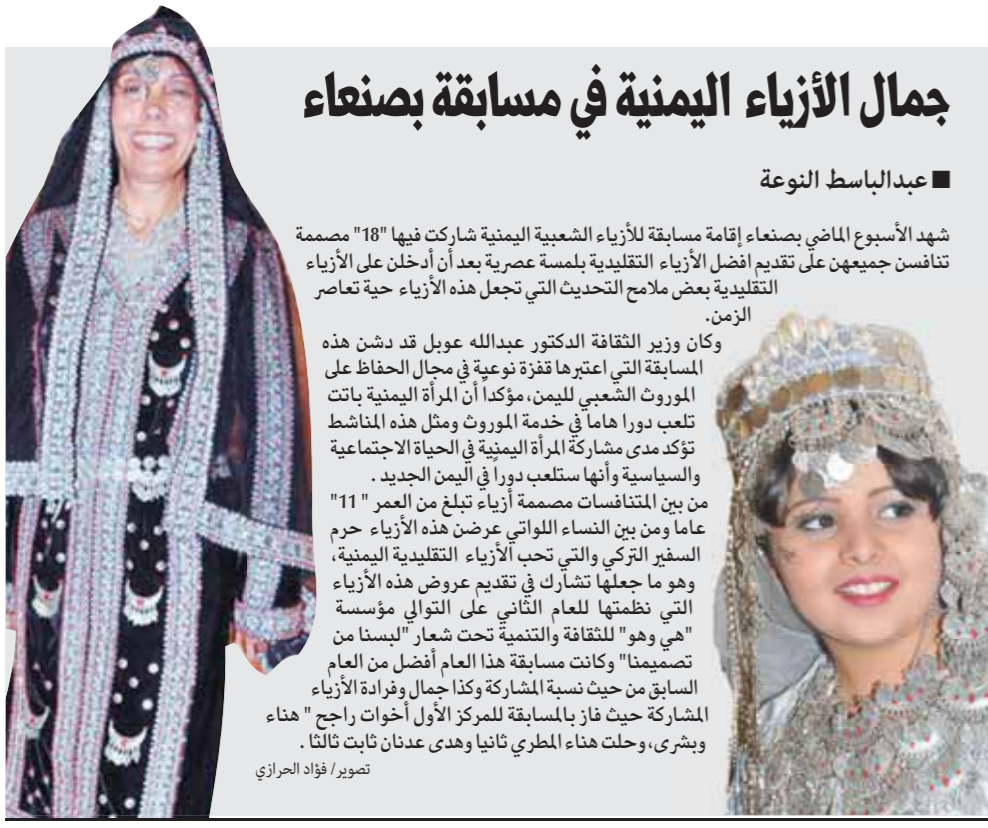 جمال الأزياء اليمنية في مسابقة بصنعاء
■ عبدالباسط النوعة
شهد الأسبوع الماضي بصنعاء إقامة مسابقة للأزياء الشعبية اليمنية شاركت فيها "18" مصممة
تنافسن جميعهن على تقديم افضل الأزياء التقليدية بلمسة عصرية بعد أن أدخلن على الأزياء
التقليدية بعض ملامح التحديث التي تجعل هذه الأزياء حية تعاصر
الزمن.
وكان وزير الثقافة الدكتور عبدالله عوبل قد دشن هذه
المسابقة التي اعتبرها قفزة نوعية في مجال الحفاظ على
الموروث الشعبي لليمن، مؤكداً أن المرأة اليمنية باتت
تلعب دورا هاماً في خدمة الموروث ومثل هذه المناشط
تؤكد مدى مشاركة المرأة اليمنية في الحياة الاجتماعية
والسياسية وأنها ستلعب دوراً في اليمن الجديد .
من بين المتنافسات مصممة أزياء تبلغ من العمر " 11"
عاما ومن بين النساء اللواتي عرضن هذه الأزياء حرم
السفير التركي والتي تحب الأزياء التقليدية اليمنية،
وهو ما جعلها تشارك في تقديم عروض هذه الأزياء
التي نظمتها للعام الثاني على التوالي مؤسسة
"هي وهو" للثقافة والتنمية تحت شعار "لبسنا من
تصميمنا" وكانت مسابقة هذا العام أفضل من العام
السابق من حيث نسبة المشاركة وكذا جمال وفرادة الأزياء
المشاركة حيث فاز بالمسابقة للمركز الأول أخوات راجح " هناء
وبشرى، وحلت هناء المطري ثانيا وهدى عدنان ثابت ثالثا .
تصوير/ فؤاد الحرازي